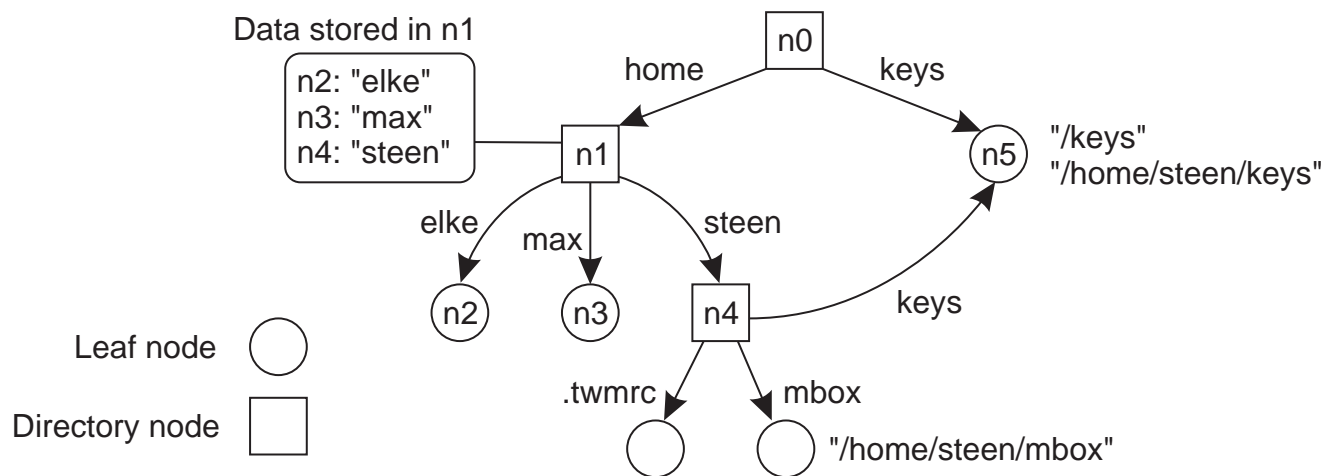 Data stored in n1
n2: "elke"
n3: "max"
n4: "steen"
n0
home
keys
n1
n5
"/keys"
"/home/steen/keys"
elke
max
steen
n2
n3
n4
keys
Leaf node
.twmrc
mbox
Directory node
"/home/steen/mbox"